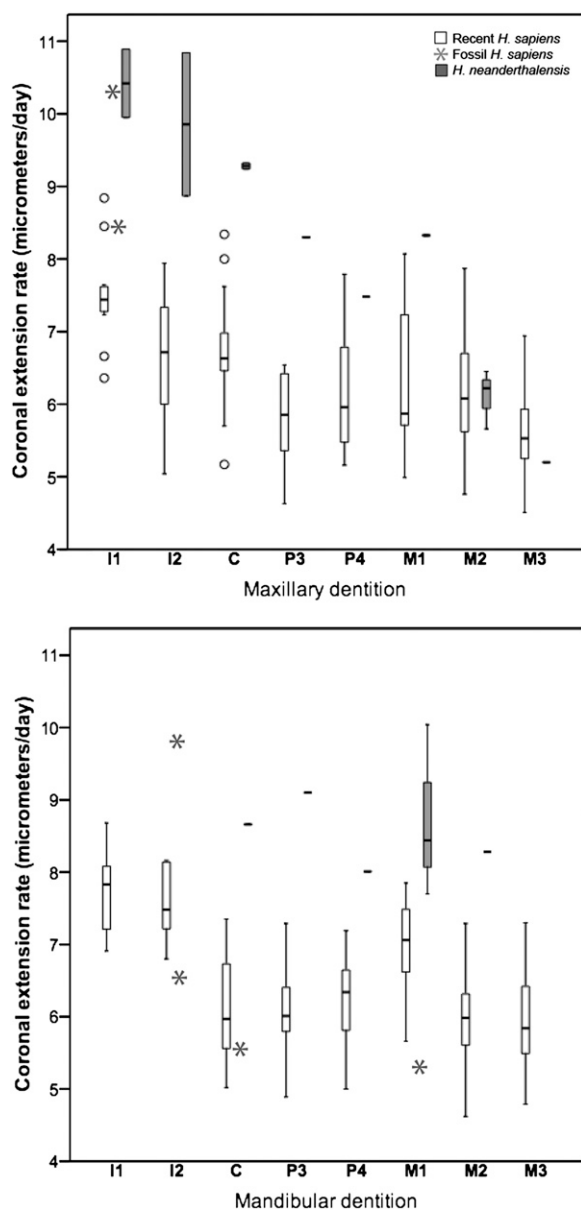 Coronal extension rate (micrometers/day)
11
10
9
8
7
6
5
4
Recent H. sapiens
Fossil H. sapiens
H. neanderthalensis
I1 I2 C P3 P4 M1 M2 M3
Maxillary dentition
Coronal extension rate (micrometers/day)
11
10
9
8
7
6
5
4
I1 I2 C P3 P4 M1 M2 M3
Mandibular dentition